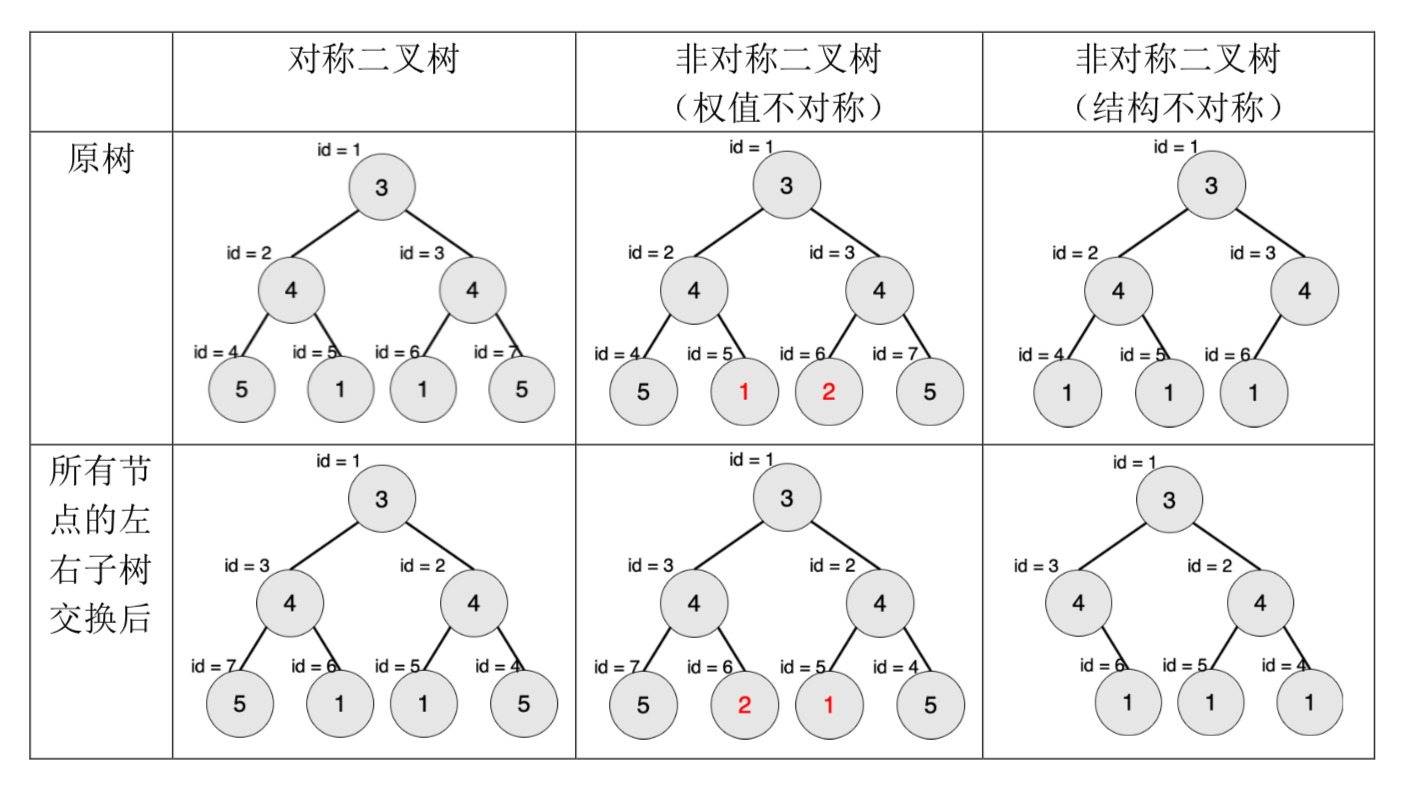 对称二叉树
非对称二叉树
（权值不对称）
非对称二叉树
（结构不对称）
原树
id = 1
3
id = 2
id = 3
4
4
id = 4
id = 5
id = 6
id = 7
5
1
1
5
id = 1
3
id = 2
id = 3
4
4
id = 4
id = 5
id = 6
id = 7
5
1
2
5
id = 1
3
id = 2
id = 3
4
4
id = 4
id = 5
id = 6
1
1
1
所有节
点的左
右子树
交换后
id = 1
3
id = 3
id = 2
4
4
id = 7
id = 6
id = 5
id = 4
5
1
1
5
id = 1
3
id = 3
id = 2
4
4
id = 7
id = 6
id = 5
id = 4
5
2
1
5
id = 1
3
id = 3
id = 2
4
4
id = 6
id = 5
id = 4
1
1
1